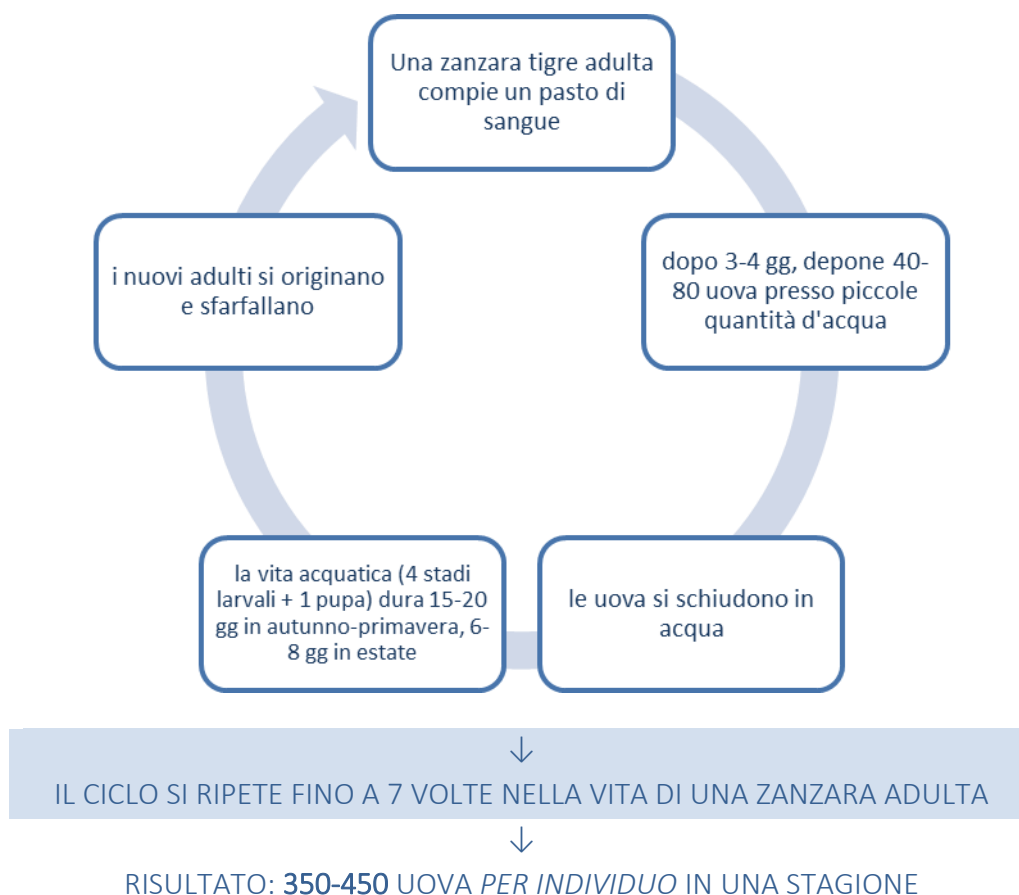 Una zanzara tigre adulta
compie un pasto di
sangue
dopo 3-4 gg, depone 40-
80 uova presso piccole
quantità d'acqua
le uova si schiudono in
acqua
la vita acquatica (4 stadi
larvali + 1 pupa) dura 15-20
gg in autunno-primavera, 6-
8 gg in estate
i nuovi adulti si originano
e sfarfallano
↓
IL CICLO SI RIPETE FINO A 7 VOLTE NELLA VITA DI UNA ZANZARA ADULTA
↓
RISULTATO: 350-450 UOVA PER INDIVIDUO IN UNA STAGIONE